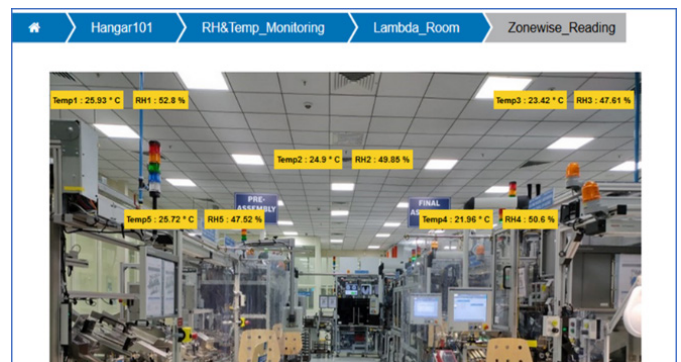 Hangar101 RH&Temp_Monitoring Lambda_Room Zonewise_Reading
Temp1 : 25.93 ° C RH1 : 52.8 % Temp3 : 23.42 ° C RH3 : 47.61 %
Temp2 : 24.9 ° C RH2 : 49.85 %
PRE-
ASSEMBLY
FINAL
Temp5 : 25.72 ° C RH5 : 47.52 % Temp4 : 21.96 ° C RH4 : 50.6 %